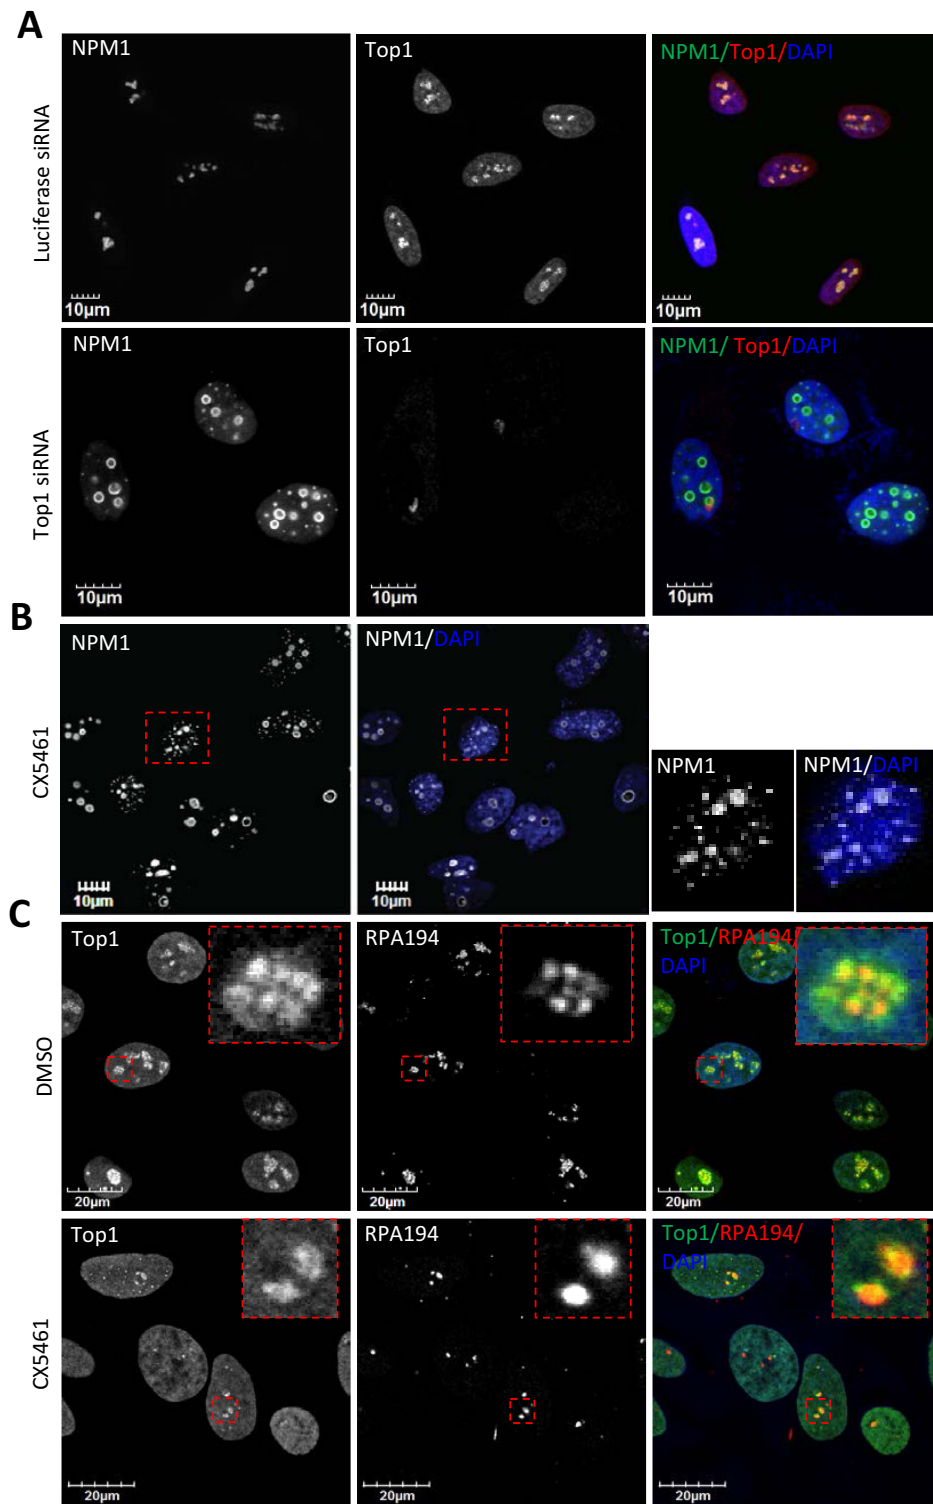 A
Luciferase siRNA
NPM1
Top1
NPM1/Top1/DAPI
10µm
10µm
10µm
Top1 siRNA
NPM1
Top1
NPM1/ Top1/DAPI
10µm
10µm
10µm
B
CX5461
NPM1
NPM1/DAPI
NPM1
NPM1/DAPI
10µm
10µm
C
DMSO
Top1
RPA194
Top1/RPA194/
DAPI
20µm
20µm
20µm
CX5461
Top1
RPA194
Top1/RPA194/
DAPI
20µm
20µm
20µm